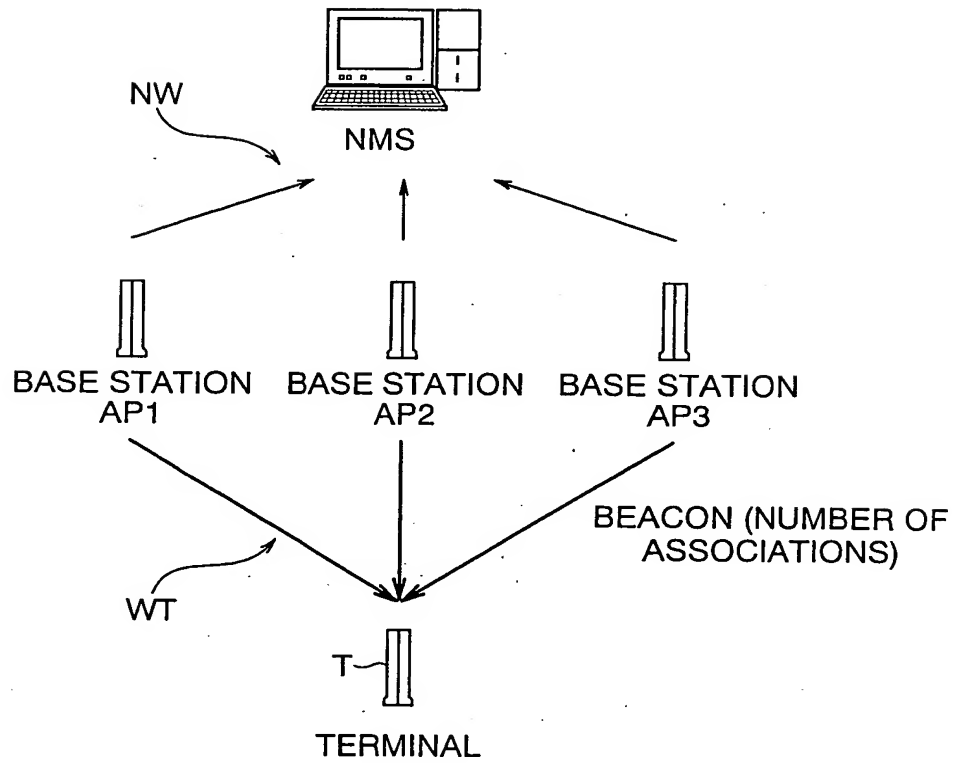 NW
NMS
BASE STATION
AP1
BASE STATION
AP2
BASE STATION
AP3
BEACON (NUMBER OF
ASSOCIATIONS)
WT
T
TERMINAL